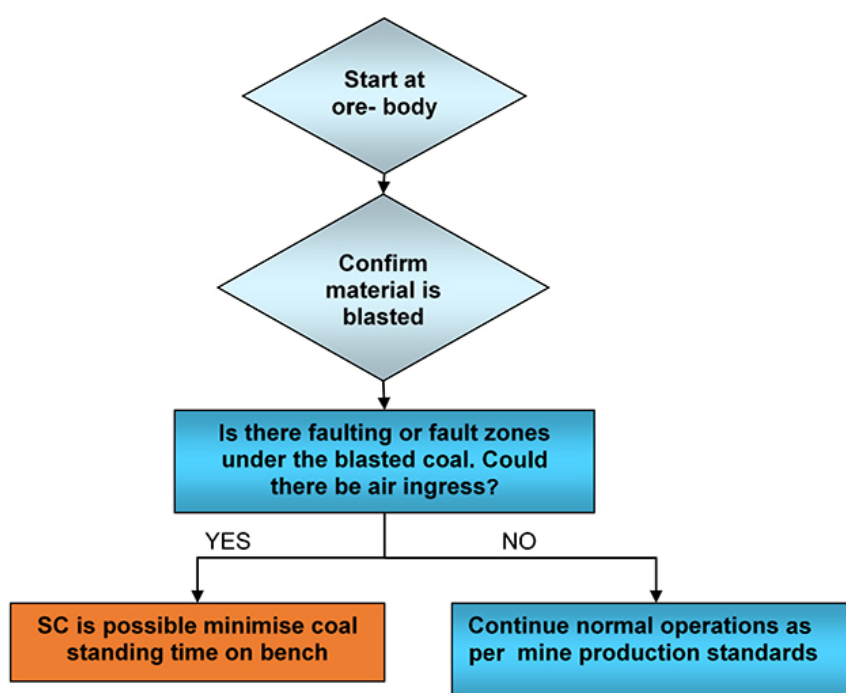 Start at
ore- body
Confirm
material is
blasted
Is there faulting or fault zones
under the blasted coal. Could
there be air ingress?
YES
NO
SC is possible minimise coal
standing time on bench
Continue normal operations as
per mine production standards